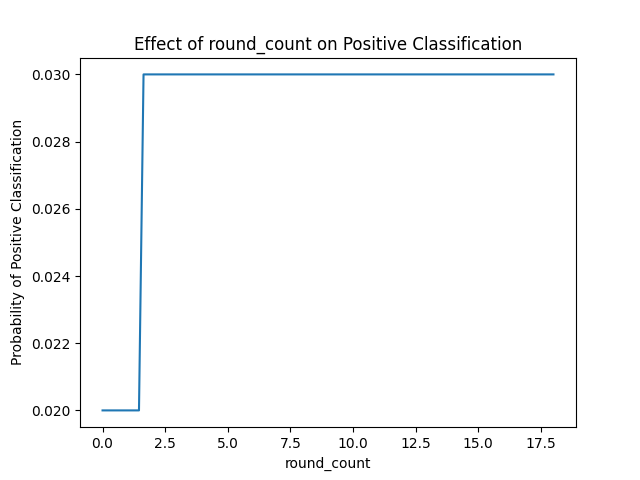 Effect of round_count on Positive Classification
Probability of Positive Classification
0.030
0.028
0.026
0.024
0.022
0.020
0.0 2.5 5.0 7.5 10.0 12.5 15.0 17.5
round_count